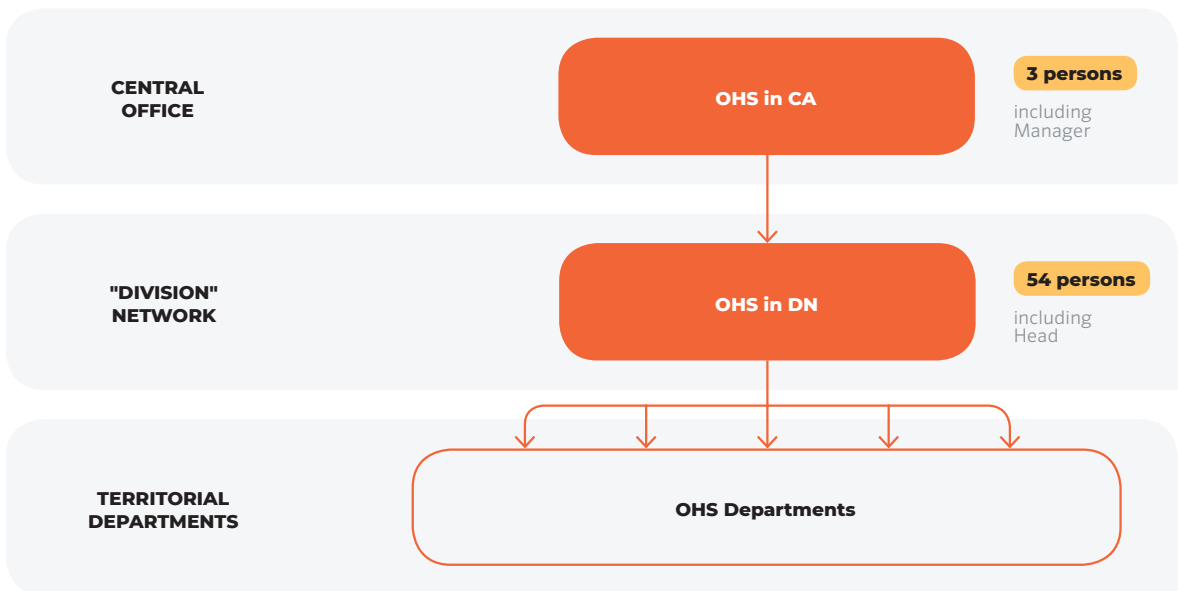 CENTRAL
OFFICE
OHS in CA
3 persons
including
Manager
"DIVISION"
NETWORK
OHS in DN
54 persons
including
Head
TERRITORIAL
DEPARTMENTS
OHS Departments